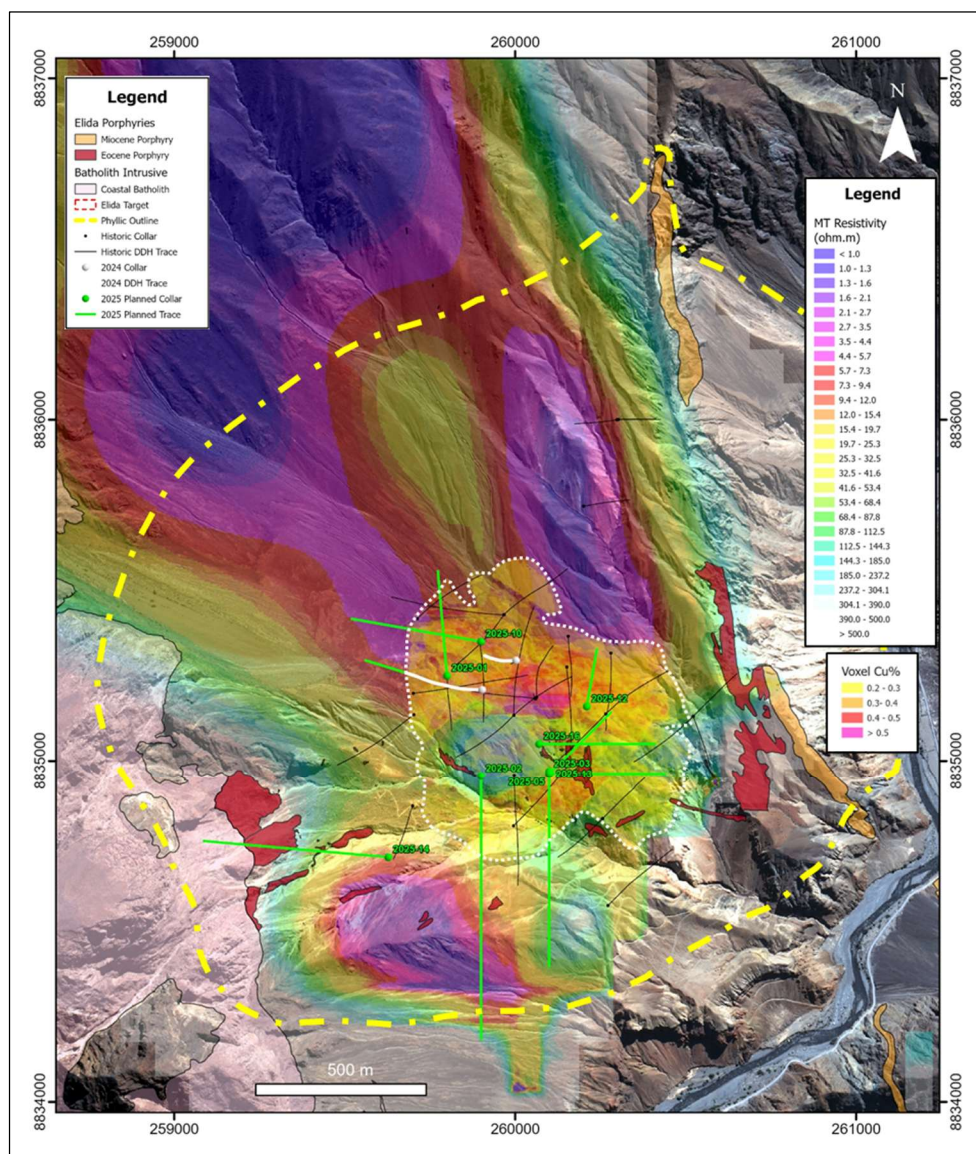 259000
260000
261000
8837000
8837000
Legend
Elida Porphyries
Miocene Porphyry
Eocene Porphyry
Batholith Intrusive
Coastal Batholith
Elida Target
Phyllic Outline
Historic Collar
Historic DDH Trace
2024 Collar
2024 DDH Trace
2025 Planned Collar
2025 Planned Trace
N
Legend
MT Resistivity
(ohm.m)
< 1.0
1.0 - 1.3
1.3 - 1.6
1.6 - 2.1
2.1 - 2.7
2.7 - 3.5
3.5 - 4.4
4.4 - 5.7
5.7 - 7.3
7.3 - 9.4
9.4 - 12.0
12.0 - 15.4
15.4 - 19.7
19.7 - 25.3
25.3 - 32.5
32.5 - 41.6
41.6 - 53.4
53.4 - 68.4
68.4 - 87.8
87.8 - 112.5
112.5 - 144.3
144.3 - 185.0
185.0 - 237.2
237.2 - 304.1
304.1 - 390.0
390.0 - 500.0
> 500.0
Voxel Cu%
0.2 - 0.3
0.3- 0.4
0.4 - 0.5
> 0.5
8836000
8836000
2025-10
2025-01
2025-12
2025-16
2025-02
2025-03
2025-05
2025-13
2025-14
8835000
8835000
500 m
8834000
8834000
259000
260000
261000